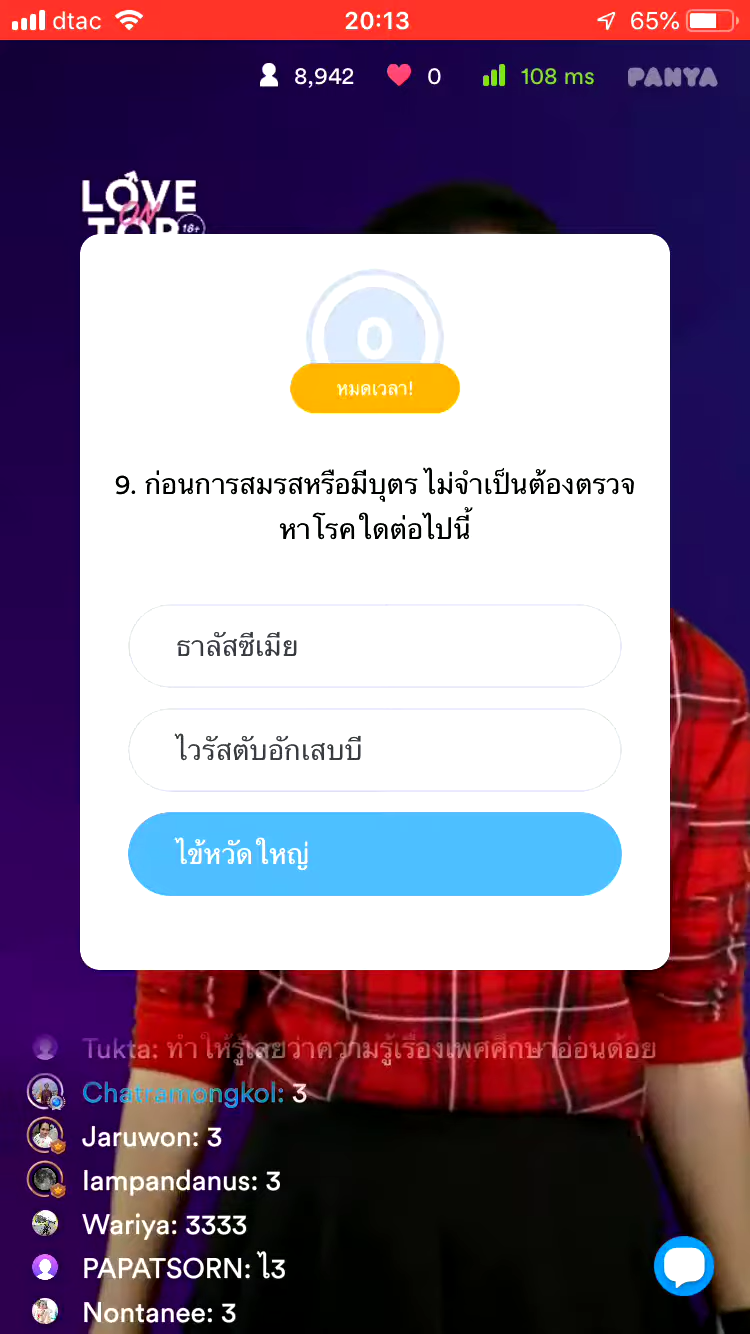 dtac 20:13 65%
8,942 0 108 ms PANYA
LOVE
ON
TOP 18+
0
หมดเวลา!
9. ก่อนการสมรสหรือมีบุตร ไม่จำเป็นต้องตรวจ
หาโรคใดต่อไปนี้
ธาลัสซีเมีย
ไวรัสตับอักเสบบี
ไข้หวัดใหญ่
Tukta: ทำให้รู้เลยว่าความรู้เรื่องเพศศึกษาอ่อนด้อย
Chatramongkol: 3
Jaruwon: 3
Iampandanus: 3
Wariya: 3333
PAPATSORN: ไ3
Nontanee: 3